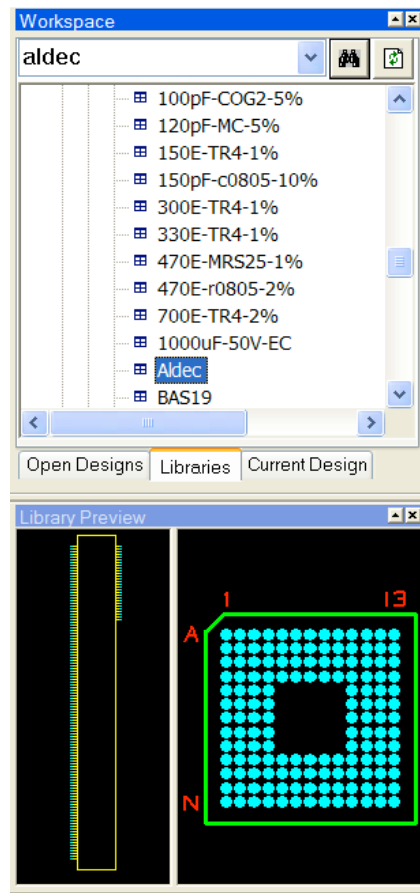 Workspace
aldec
100pF-COG2-5%
120pF-MC-5%
150E-TR4-1%
150pF-c0805-10%
300E-TR4-1%
330E-TR4-1%
470E-MRS25-1%
470E-r0805-2%
700E-TR4-2%
1000uF-50V-EC
Aldec
BAS19
Open Designs Libraries Current Design
Library Preview
1 13
A
N